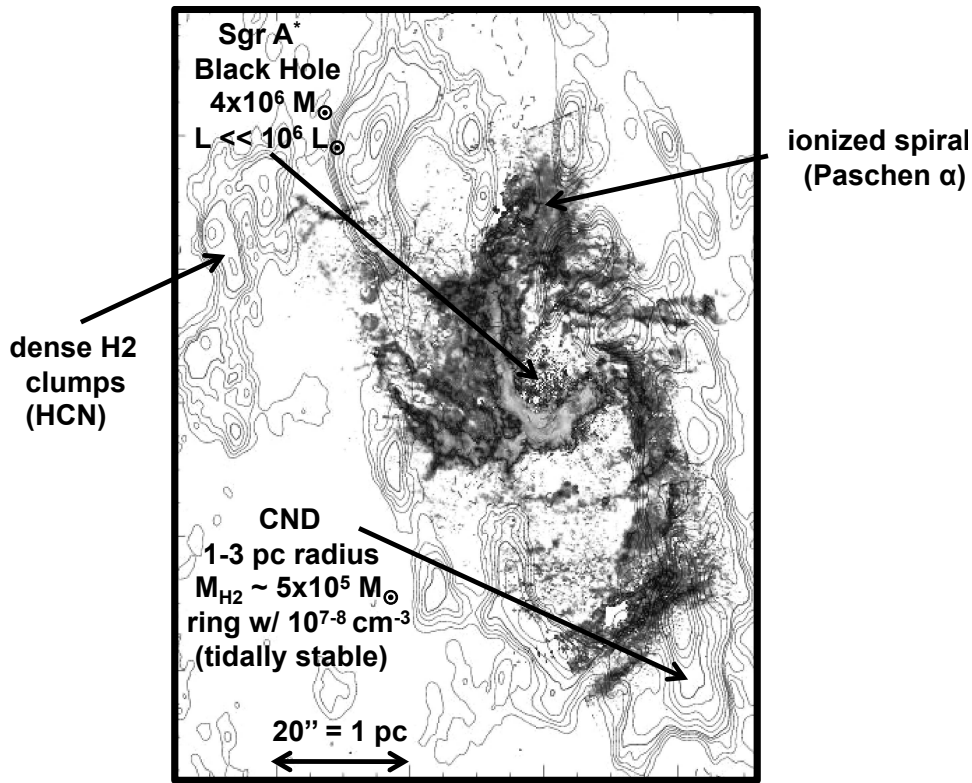 Sgr A*
Black Hole
4x10⁶ M⊙
L << 10⁶ L⊙
ionized spiral
(Paschen α)
dense H2
clumps
(HCN)
CND
1-3 pc radius
M_H2 ~ 5x10⁵ M⊙
ring w/ 10⁷⁻⁸ cm⁻³
(tidally stable)
20’’ = 1 pc